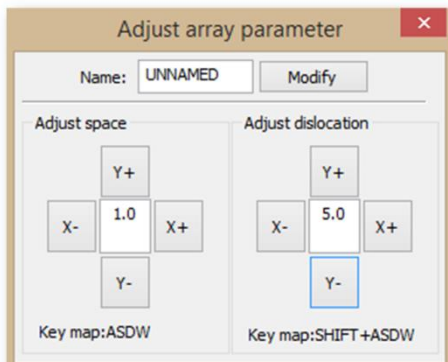 Adjust array parameter
Name: UNNAMED Modify
Adjust space Adjust dislocation
Y+ Y+
X- 1.0 X+ X- 5.0 X+
Y- Y-
Key map:ASDW Key map:SHIFT+ASDW